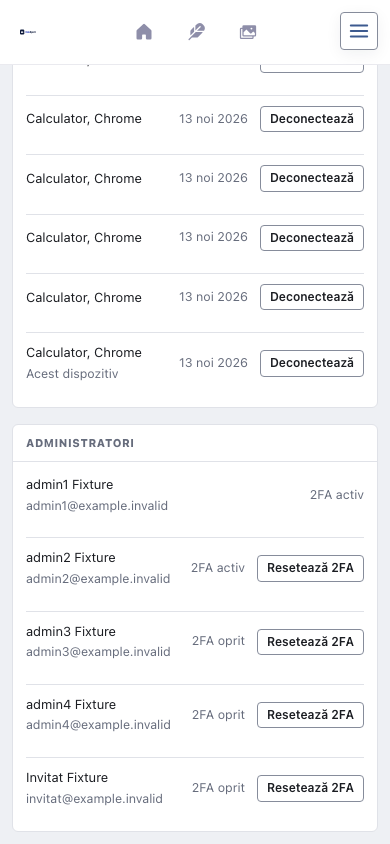 Calculator, Chrome 13 noi 2026 Deconectează
Calculator, Chrome 13 noi 2026 Deconectează
Calculator, Chrome 13 noi 2026 Deconectează
Calculator, Chrome 13 noi 2026 Deconectează
Calculator, Chrome 13 noi 2026 Deconectează
Acest dispozitiv
ADMINISTRATORI
admin1 Fixture
admin1@example.invalid
2FA activ
admin2 Fixture
admin2@example.invalid
2FA activ Resetează 2FA
admin3 Fixture
admin3@example.invalid
2FA oprit Resetează 2FA
admin4 Fixture
admin4@example.invalid
2FA oprit Resetează 2FA
Invitat Fixture
invitat@example.invalid
2FA oprit Resetează 2FA